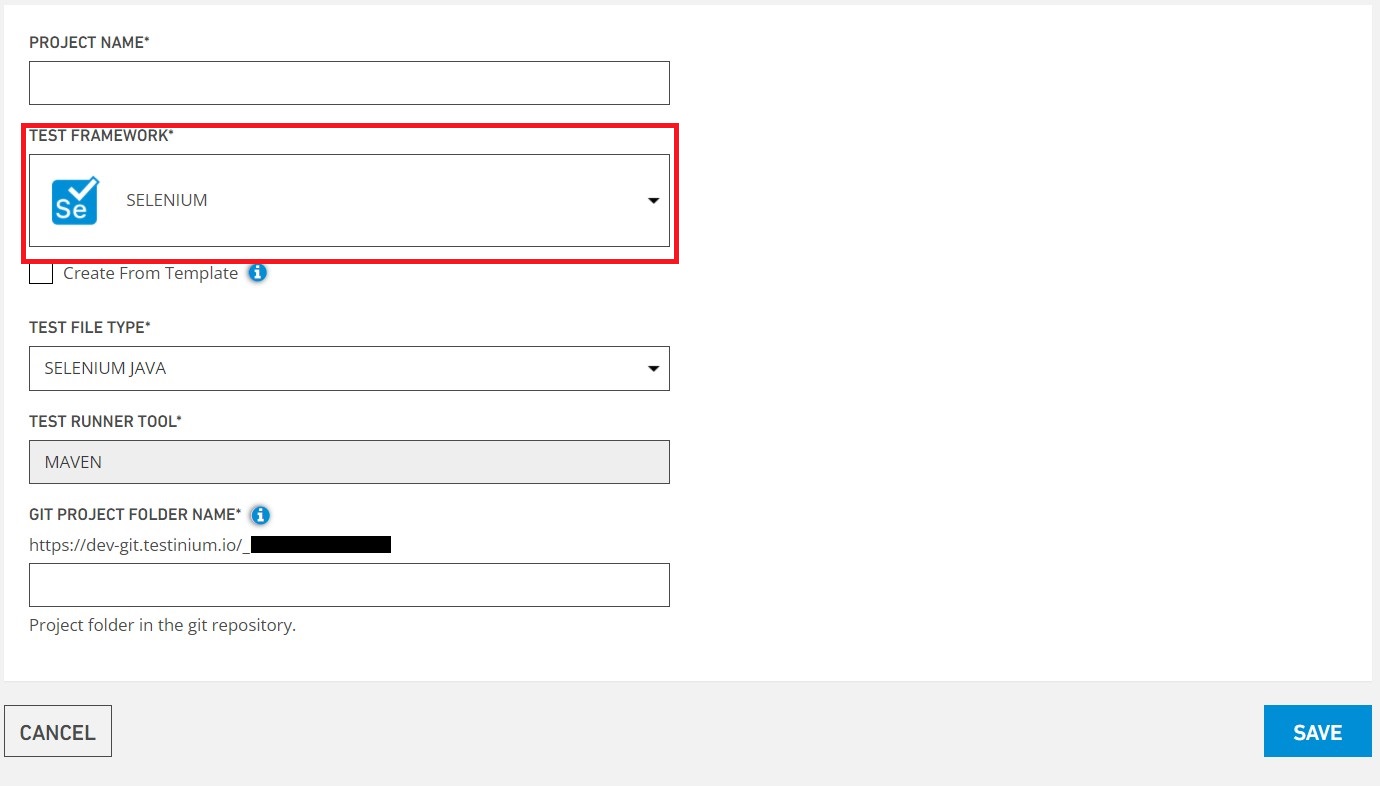 PROJECT NAME*
TEST FRAMEWORK*
Se
SELENIUM
Create From Template
TEST FILE TYPE*
SELENIUM JAVA
TEST RUNNER TOOL*
MAVEN
GIT PROJECT FOLDER NAME*
https://dev-git.testinium.io/_
Project folder in the git repository.
CANCEL
SAVE